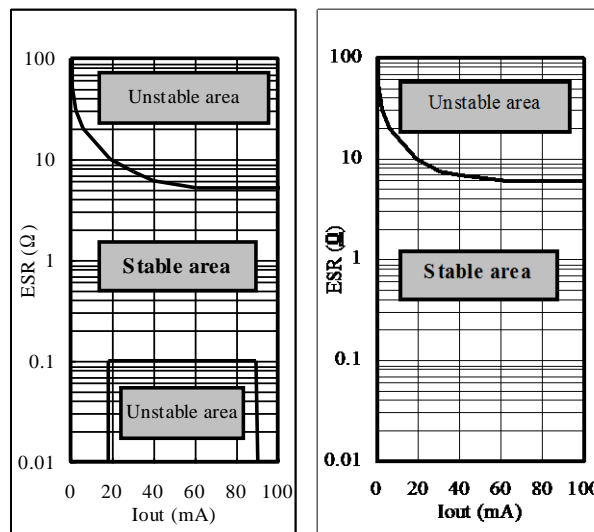 100
Unstable area
10
ESR (Ω)
1
Stable area
0.1
Unstable area
0.01
0 20 40 60 80 100
Iout (mA)
100
Unstable area
10
ESR (Ω)
1
Stable area
0.1
0.01
0 20 40 60 80 100
Iout (mA)